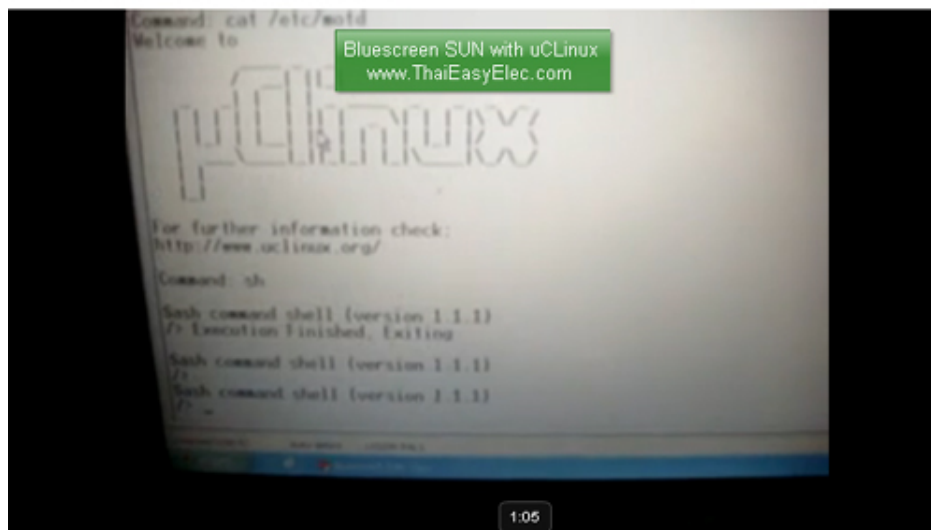 Command: cat /etc/motd
Welcome to
Bluescreen SUN with uCLinux
www.ThaiEasyElec.com
µClinux
For further information check:
http://www.uclinux.org/
Command: sh
Sash command shell (version 1.1.1)
/> Execution Finished, Exiting
Sash command shell (version 1.1.1)
/>
Sash command shell (version 1.1.1)
/> _
1:05